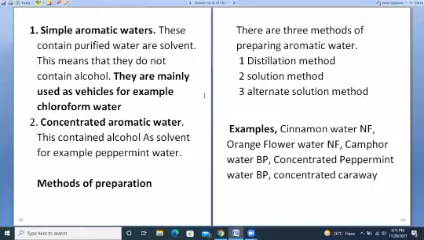 1. Simple aromatic waters. These
contain purified water are solvent.
This means that they do not
contain alcohol. They are mainly
used as vehicles for example
chloroform water
2. Concentrated aromatic water.
This contained alcohol As solvent
for example peppermint water.
Methods of preparation
There are three methods of
preparing aromatic water.
1 Distillation method
2 solution method
3 alternate solution method
Examples, Cinnamon water NF,
Orange Flower water NF, Camphor
water BP, Concentrated Peppermint
water BP, concentrated caraway
Type here to search